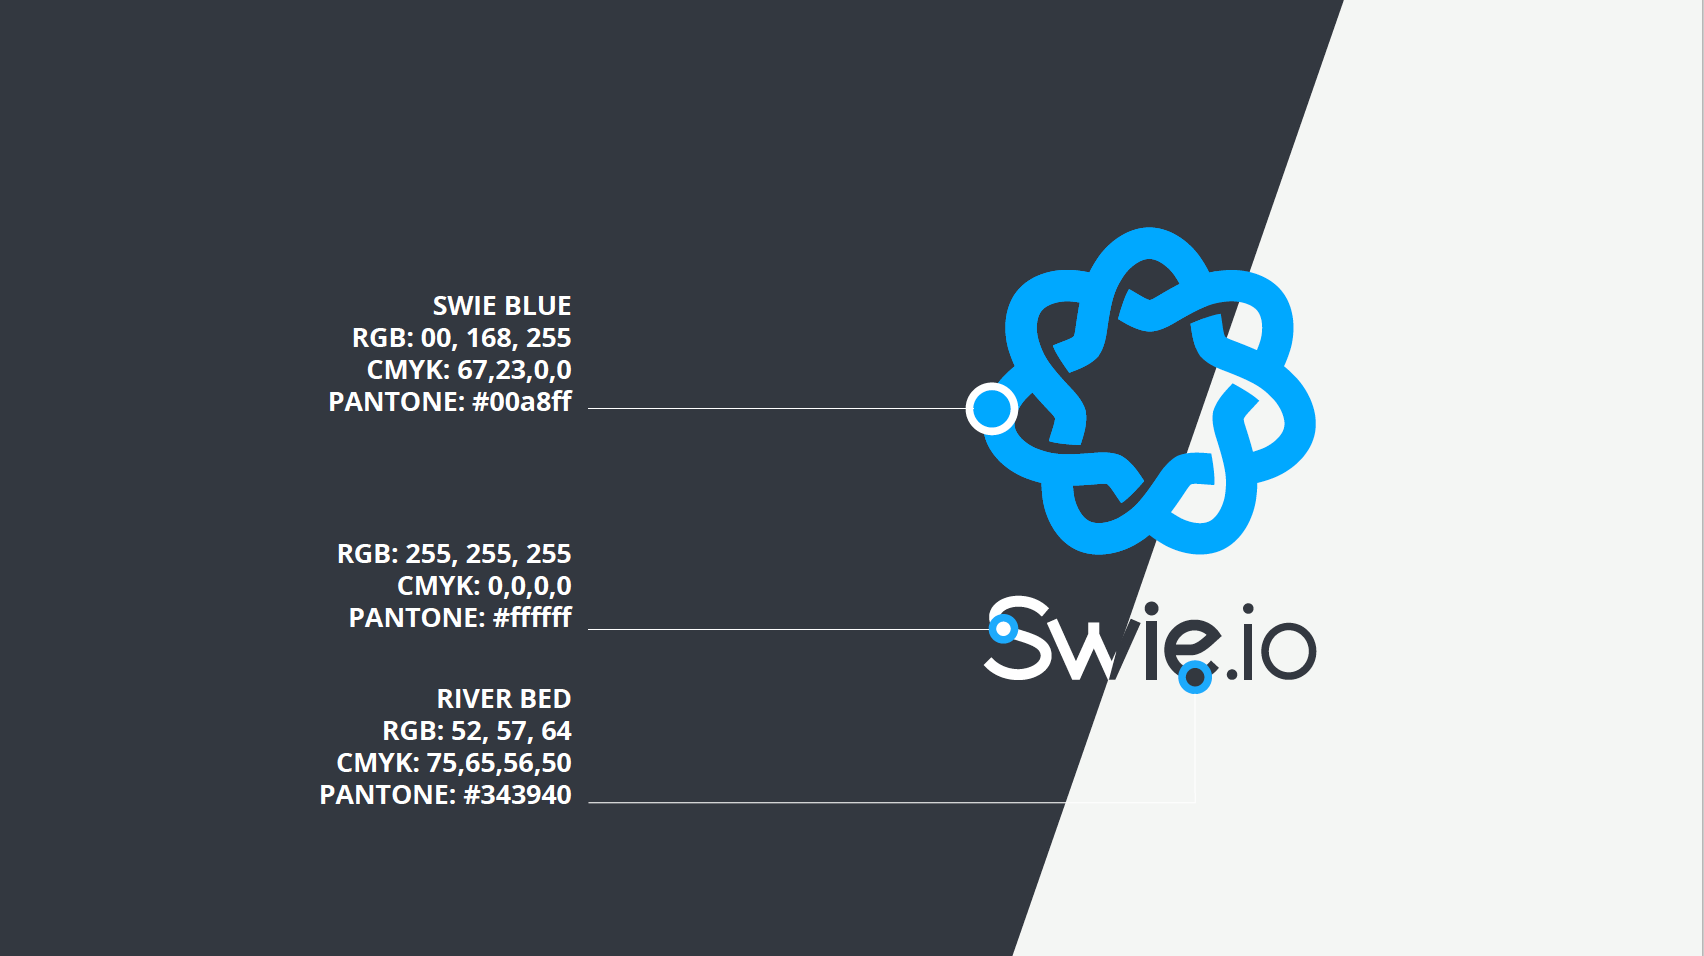 SWIE BLUE
RGB: 00, 168, 255
CMYK: 67,23,0,0
PANTONE: #00a8ff
RGB: 255, 255, 255
CMYK: 0,0,0,0
PANTONE: #ffffff
Swie.io
RIVER BED
RGB: 52, 57, 64
CMYK: 75,65,56,50
PANTONE: #343940